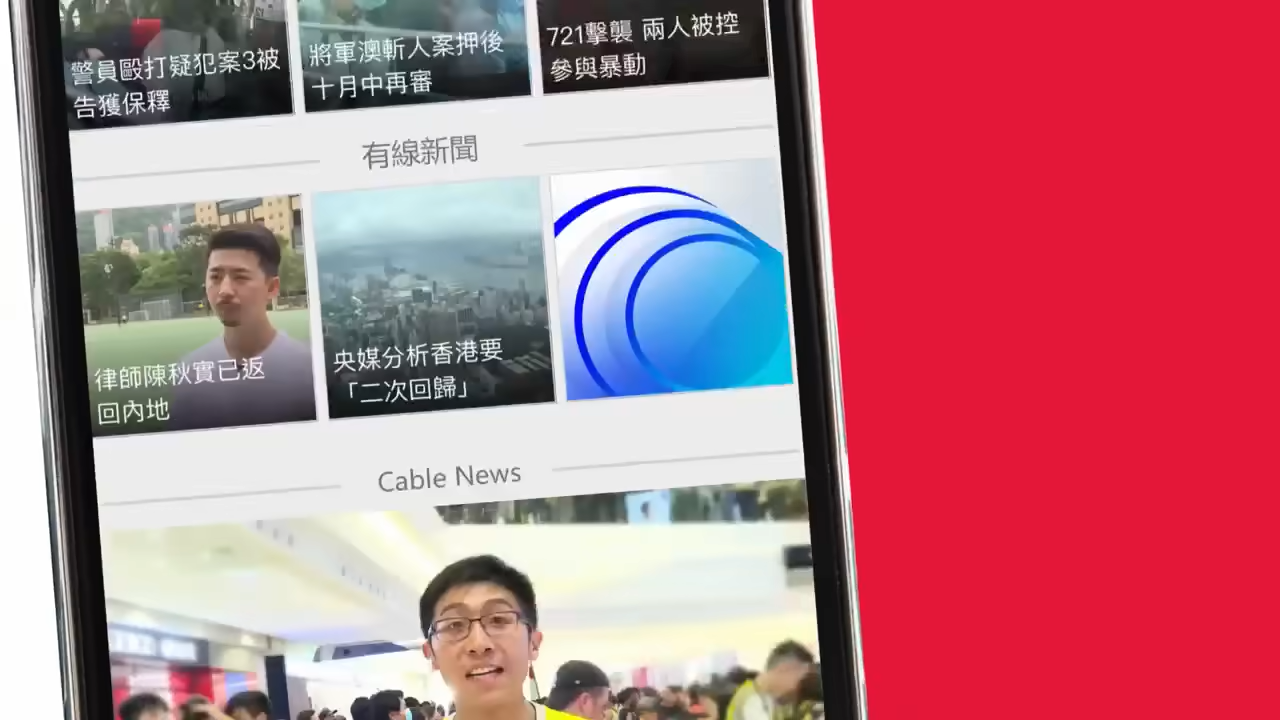 警員毆打疑犯案3被
告獲保釋
將軍澳斬人案押後
十月中再審
721擊襲 兩人被控
參與暴動
有線新聞
律師陳秋實已返
回內地
央媒分析香港要
「二次回歸」
Cable News